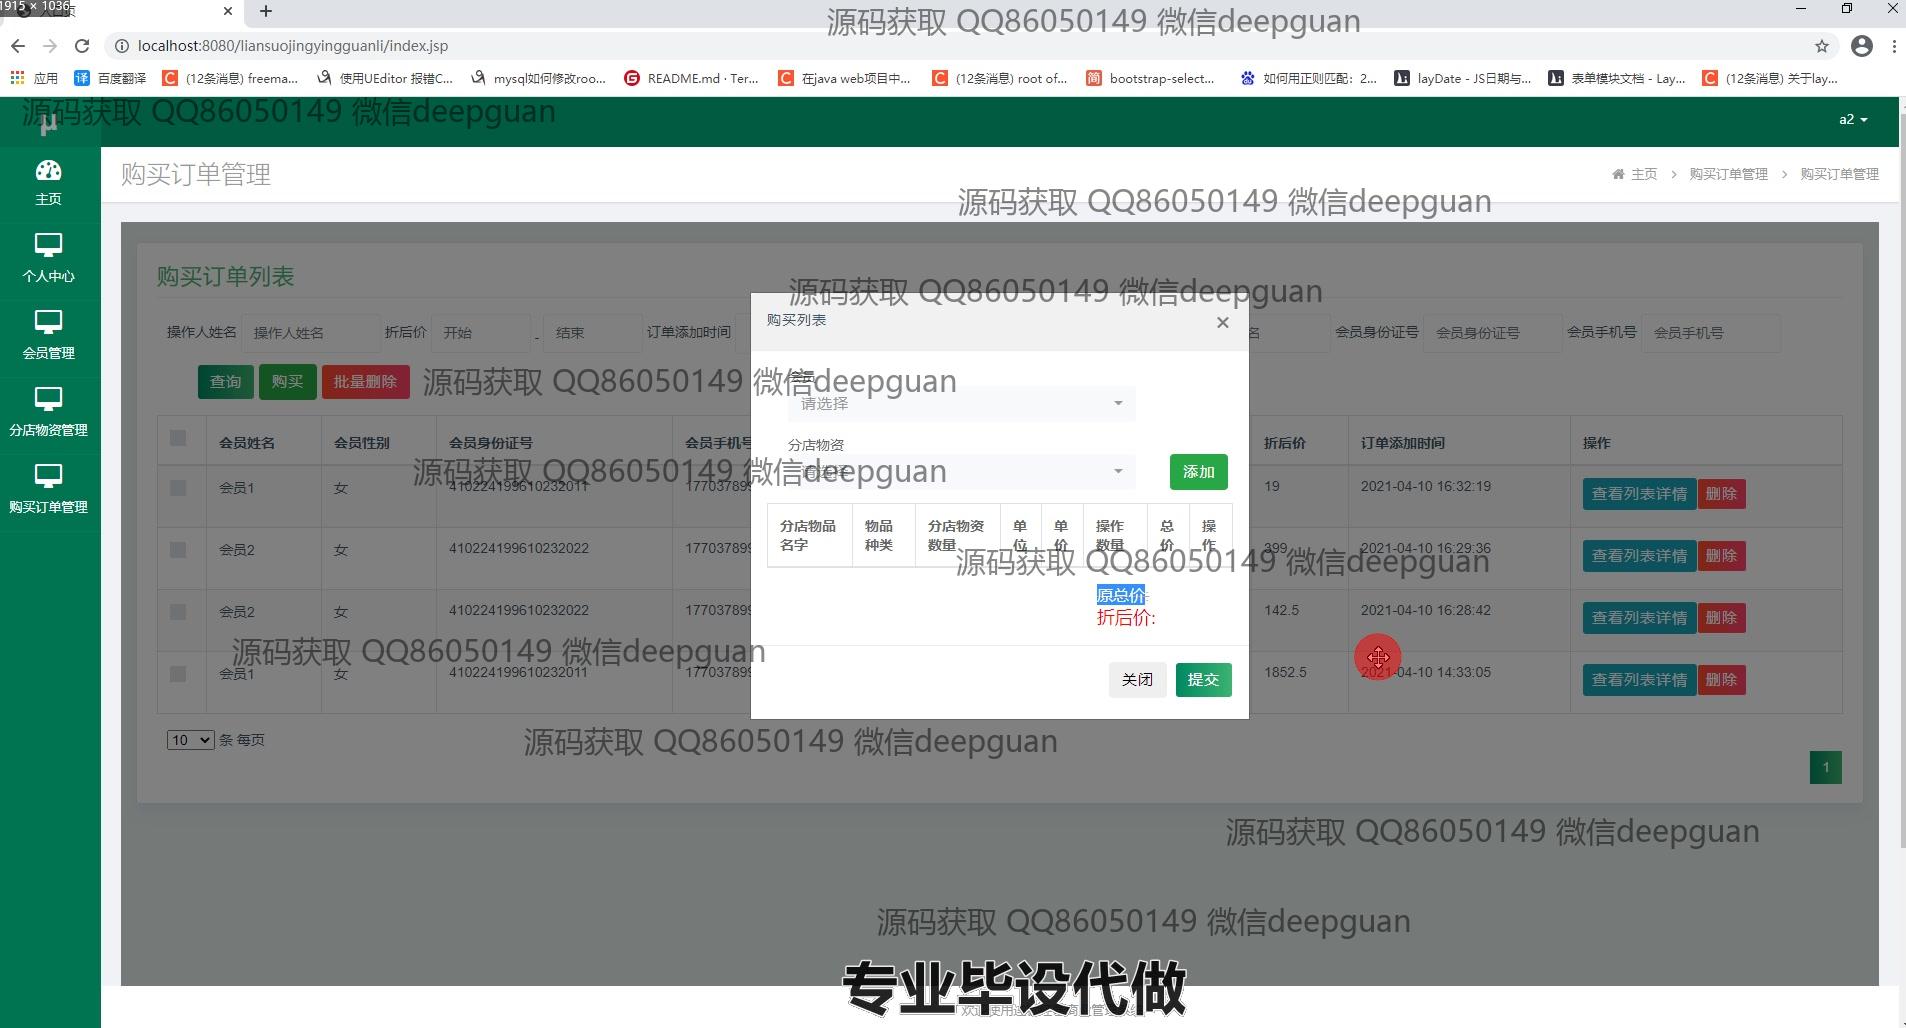 1915 × 1036
源码获取 QQ86050149 微信deepguan
localhost:8080/liansuojingyingguanli/index.jsp
应用 百度翻译 (12条消息) freema... 使用UEditor 报错C... mysql如何修改roo... README.md · Ter... 在java web项目中... (12条消息) root of... bootstrap-select... 如何用正则匹配：2... layDate - JS日期与... 表单模块文档 - Lay... (12条消息) 关于lay...
源码获取 QQ86050149 微信deepguan
μ
a2
主页
个人中心
会员管理
分店物资管理
购买订单管理
购买订单管理
主页 > 购买订单管理 > 购买订单管理
源码获取 QQ86050149 微信deepguan
购买订单列表
源码获取 QQ86050149 微信deepguan
操作人姓名 操作人姓名 折后价 开始 - 结束 订单添加时间 名 会员身份证号 会员身份证号 会员手机号 会员手机号
查询 购买 批量删除
源码获取 QQ86050149 微信deepguan
会员姓名 会员性别 会员身份证号 会员手机号 折后价 订单添加时间 操作
源码获取 QQ86050149 微信deepguan
会员1 女 410224199610232011 177037899 19 2021-04-10 16:32:19 查看列表详情 删除
会员2 女 410224199610232022 177037899 399 2021-04-10 16:29:36 查看列表详情 删除
源码获取 QQ86050149 微信deepguan
会员2 女 410224199610232022 177037899 142.5 2021-04-10 16:28:42 查看列表详情 删除
源码获取 QQ86050149 微信deepguan
会员1 女 410224199610232011 177037899 1852.5 2021-04-10 14:33:05 查看列表详情 删除
10 条 每页
1
购买列表 ×
会员
请选择
分店物资
请选择
添加
分店物品名字 物品种类 分店物资数量 单位 单价 操作数量 总价 操作
原总价:
折后价:
关闭 提交
源码获取 QQ86050149 微信deepguan
源码获取 QQ86050149 微信deepguan
源码获取 QQ86050149 微信deepguan
专业毕设代做